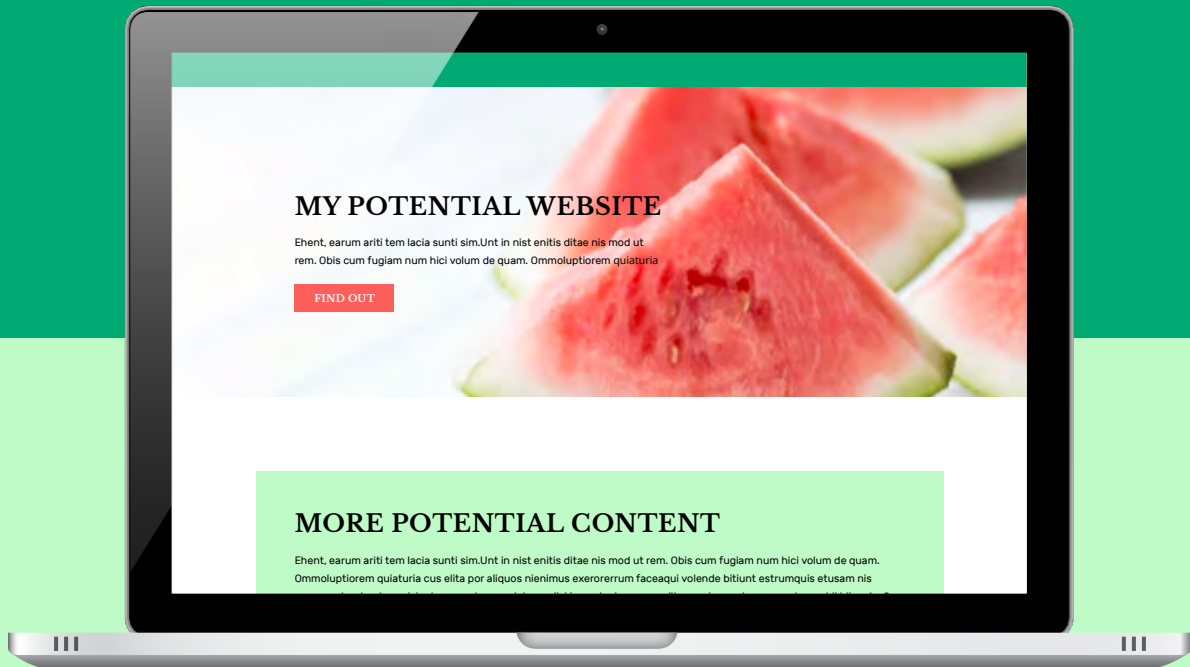 MY POTENTIAL WEBSITE
Ehent, earum ariti tem lacia sunti sim.Unt in nist enitis ditae nis mod ut
rem. Obis cum fugiam num hici volum de quam. Ommoluptiorem quiaturia
FIND OUT
MORE POTENTIAL CONTENT
Ehent, earum ariti tem lacia sunti sim.Unt in nist enitis ditae nis mod ut rem. Obis cum fugiam num hici volum de quam.
Ommoluptiorem quiaturia cus elita por aliquos nienimus exerorerrum faceaqui volende bitiunt estrumquis etusam nis